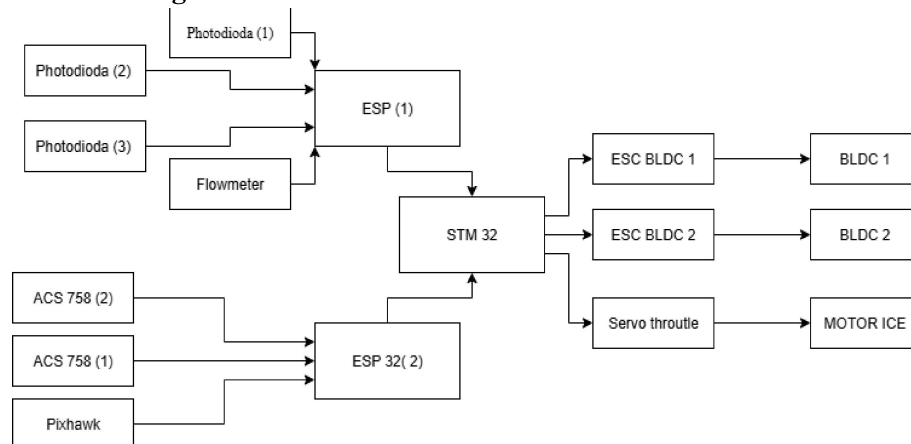 Photodioda (1)
Photodioda (2)
ESP (1)
Photodioda (3)
Flowmeter
ESC BLDC 1
BLDC 1
STM 32
ESC BLDC 2
BLDC 2
ACS 758 (2)
Servo throutle
MOTOR ICE
ACS 758 (1)
ESP 32( 2)
Pixhawk